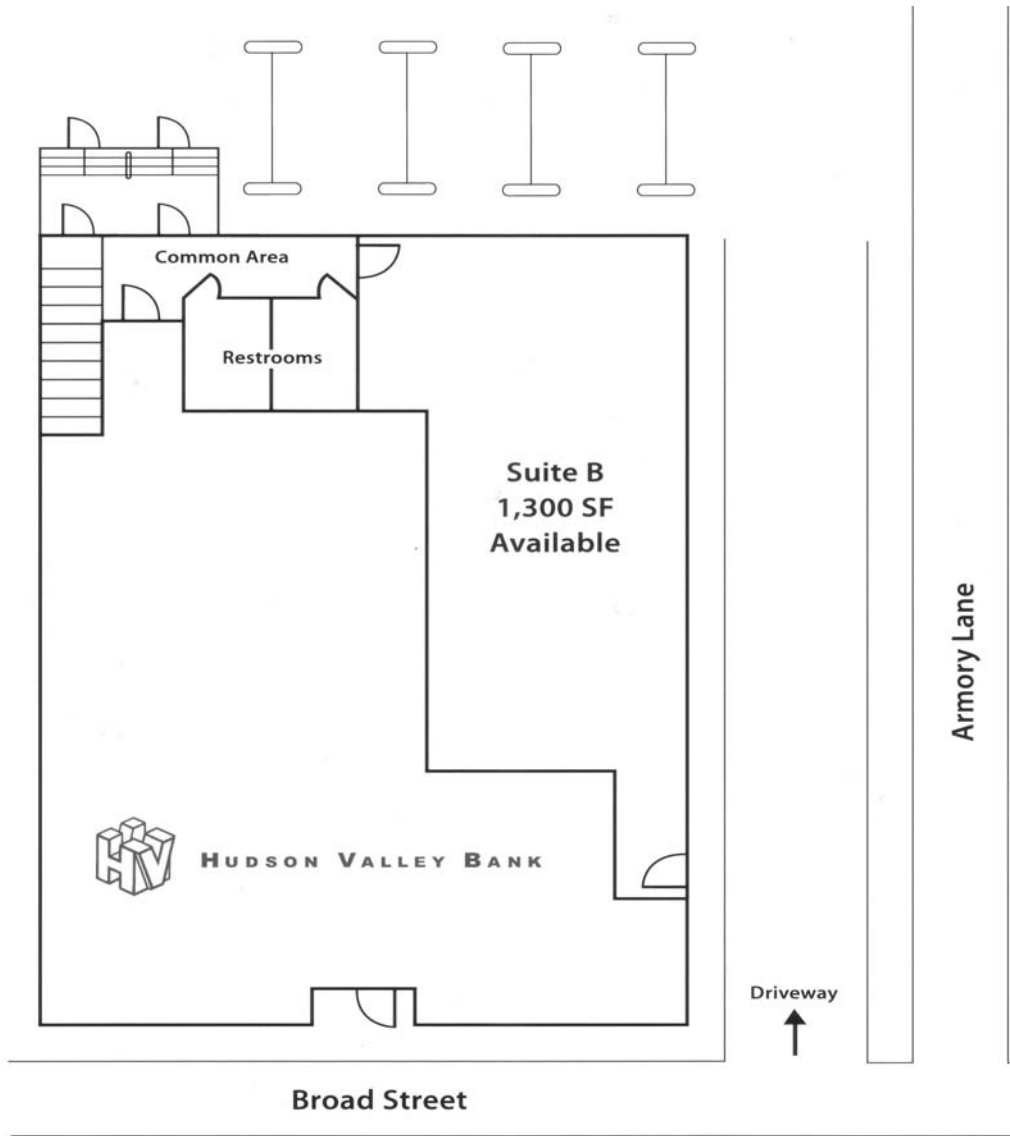 Common Area
Restrooms
Suite B
1,300 SF
Available
Armory Lane
HV
HUDSON VALLEY BANK
Driveway
Broad Street